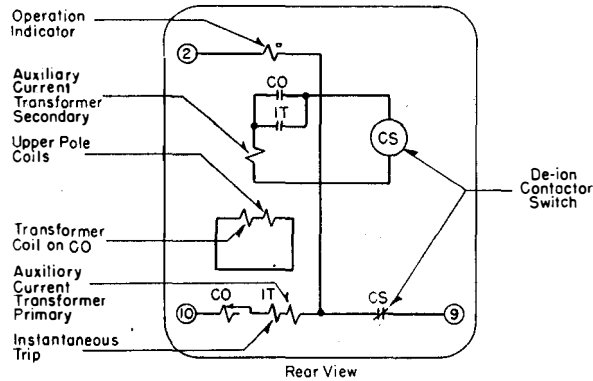 Operation
Indicator
2
Auxiliary
Current
Transformer
Secondary
CO
IT
CS
Upper Pole
Coils
De-ion
Contactor
Switch
Transformer
Coil on CO
Auxiliary
Current
Transformer
Primary
CO
IT
CS
10
9
Instantaneous
Trip
Rear View